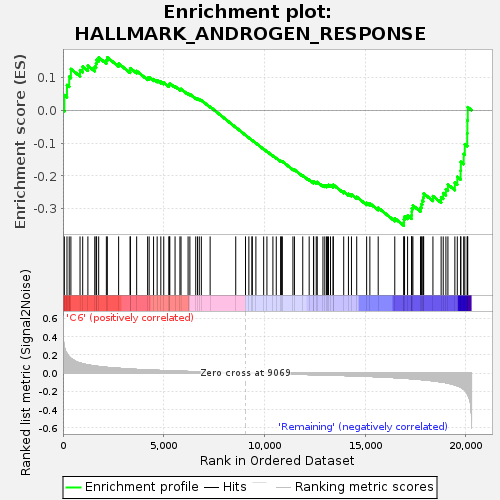 Enrichment plot:
HALLMARK_ANDROGEN_RESPONSE
Enrichment score (ES)
0.1
0.0
-0.1
-0.2
-0.3
'C6' (positively correlated)
Ranked list metric (Signal2Noise)
0.6
0.4
0.2
0.0
-0.2
-0.4
-0.6
Zero cross at 9069
'Remaining' (negatively correlated)
0
5,000
10,000
15,000
20,000
Rank in Ordered Dataset
Enrichment profile
Hits
Ranking metric scores